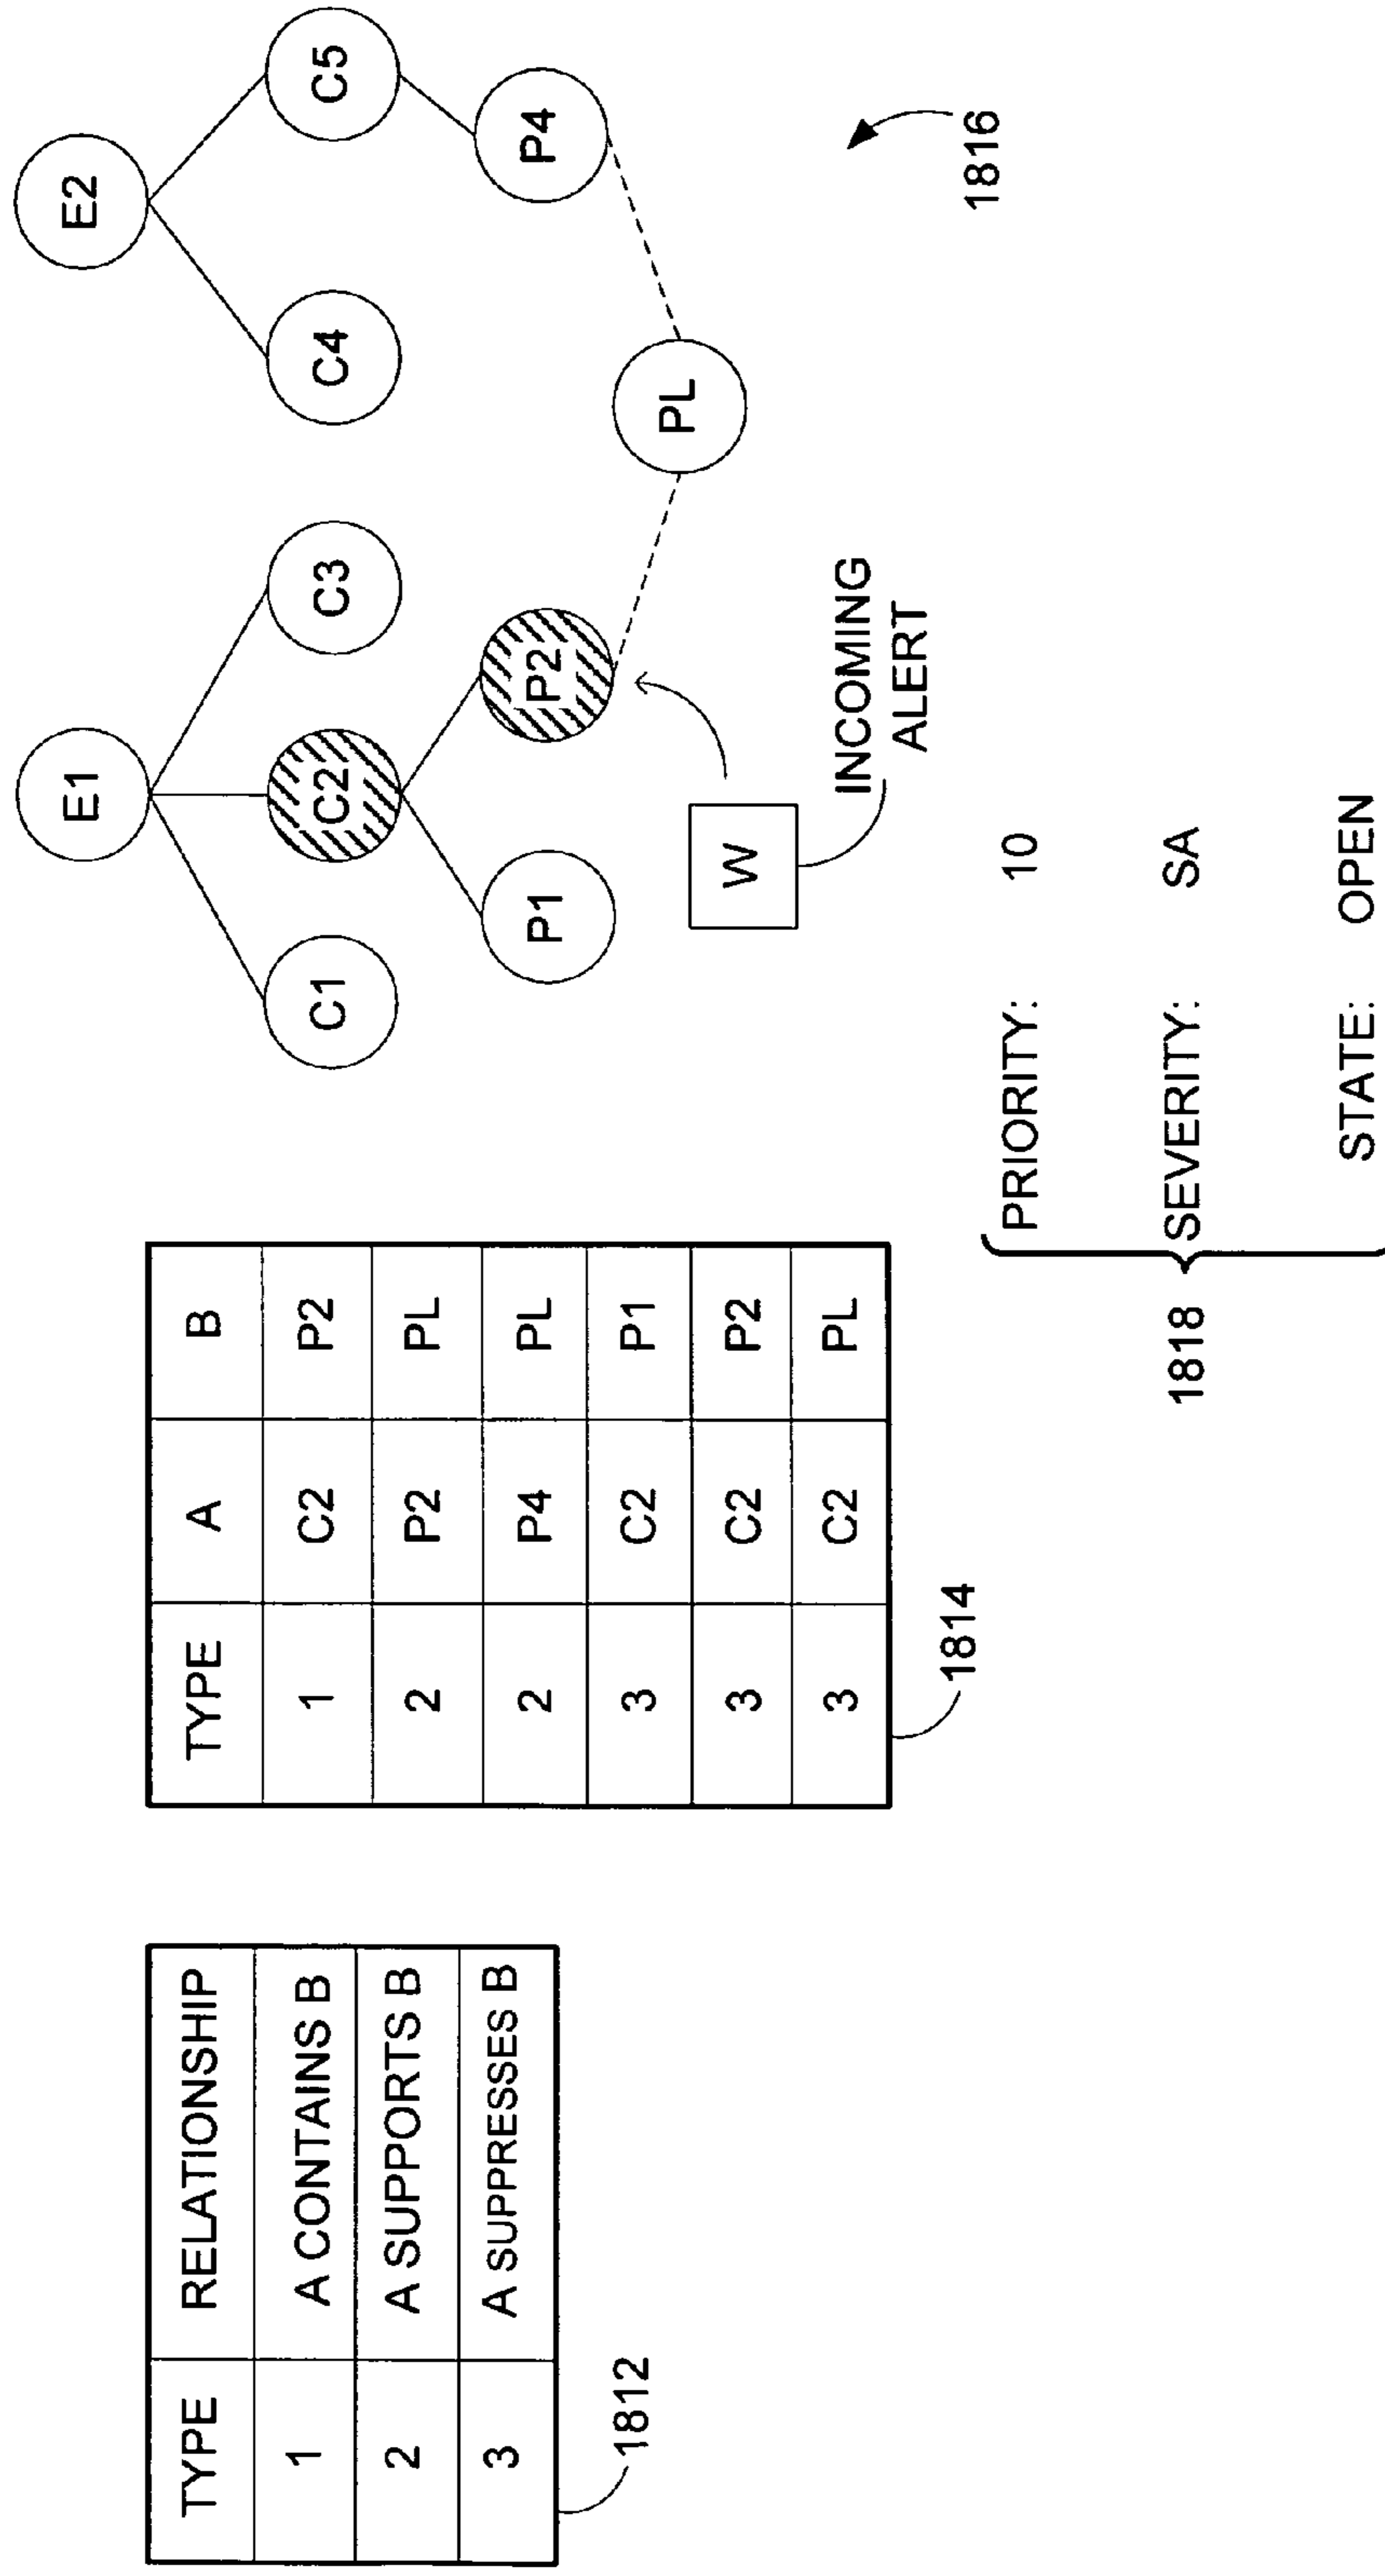 TYPE RELATIONSHIP
1 A CONTAINS B
2 A SUPPORTS B
3 A SUPPRESSES B
1812
TYPE A B
1 C2 P2
2 P2 PL
2 P4 PL
3 C2 P1
3 C2 P2
3 C2 PL
1814
E1 E2
C1 C2 C3 C4 C5
P1 P2 P4
PL
W
INCOMING
ALERT
1816
PRIORITY: 10
1818 SEVERITY: SA
STATE: OPEN